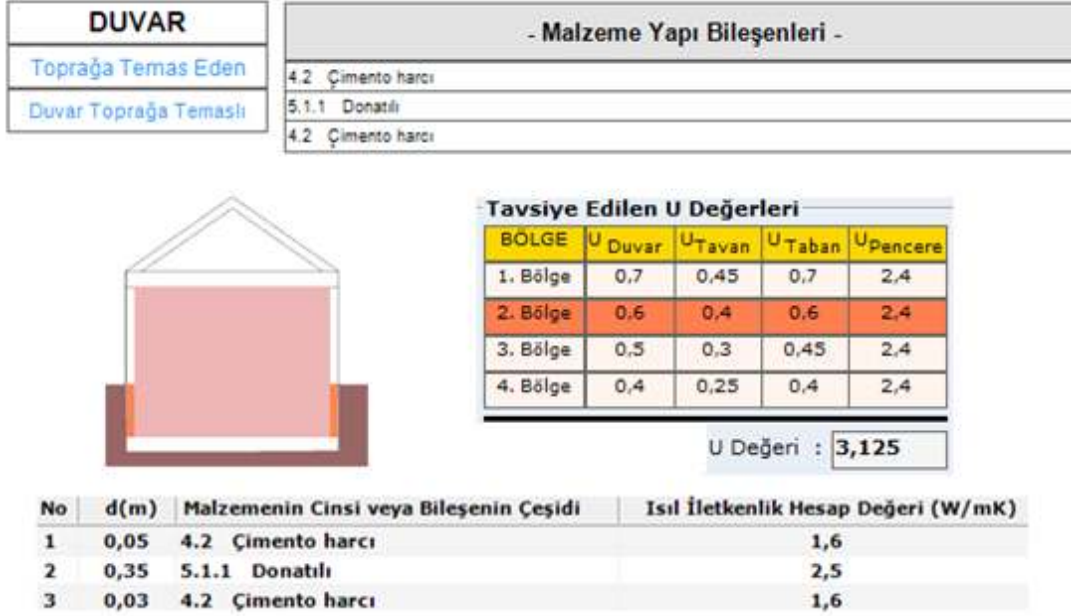 DUVAR
Toprağa Temas Eden
Duvar Toprağa Temaslı
- Malzeme Yapı Bileşenleri -
4.2 Çimento harcı
5.1.1 Donatılı
4.2 Çimento harcı
Tavsiye Edilen U Değerleri
BÖLGE U Duvar U Tavan U Taban U Pencere
1. Bölge 0,7 0,45 0,7 2,4
2. Bölge 0,6 0,4 0,6 2,4
3. Bölge 0,5 0,3 0,45 2,4
4. Bölge 0,4 0,25 0,4 2,4
U Değeri : 3,125
No d(m) Malzemenin Cinsi veya Bileşenin Çeşidi Isıl İletkenlik Hesap Değeri (W/mK)
1 0,05 4.2 Çimento harcı 1,6
2 0,35 5.1.1 Donatılı 2,5
3 0,03 4.2 Çimento harcı 1,6